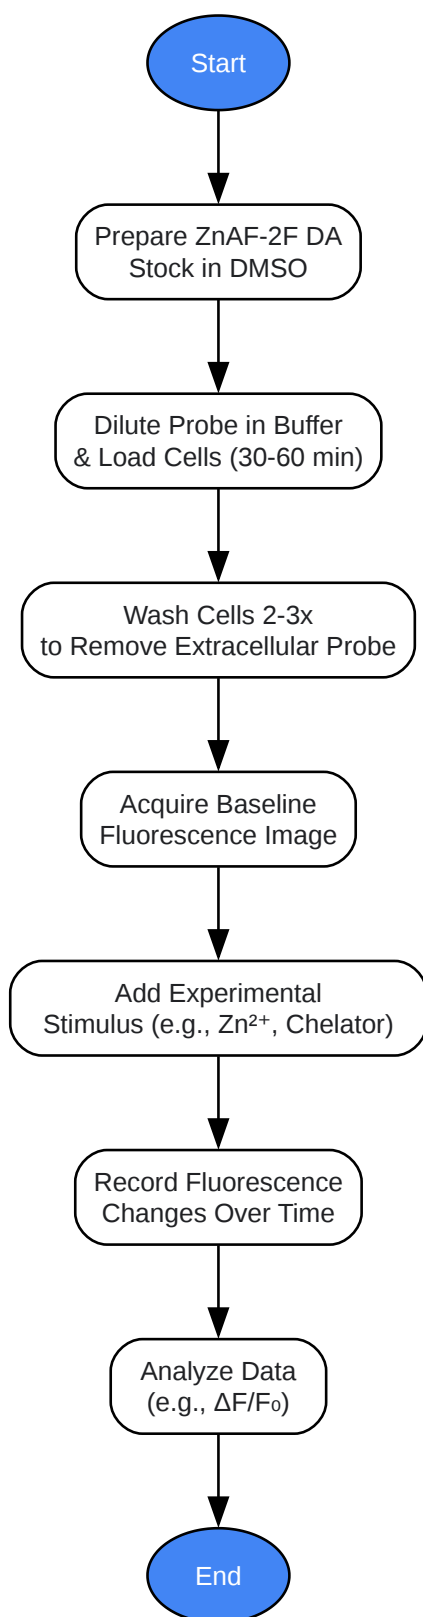 Start
Prepare ZnAF-2F DA
Stock in DMSO
Dilute Probe in Buffer
& Load Cells (30-60 min)
Wash Cells 2-3x
to Remove Extracellular Probe
Acquire Baseline
Fluorescence Image
Add Experimental
Stimulus (e.g., Zn²⁺, Chelator)
Record Fluorescence
Changes Over Time
Analyze Data
(e.g., ΔF/F₀)
End